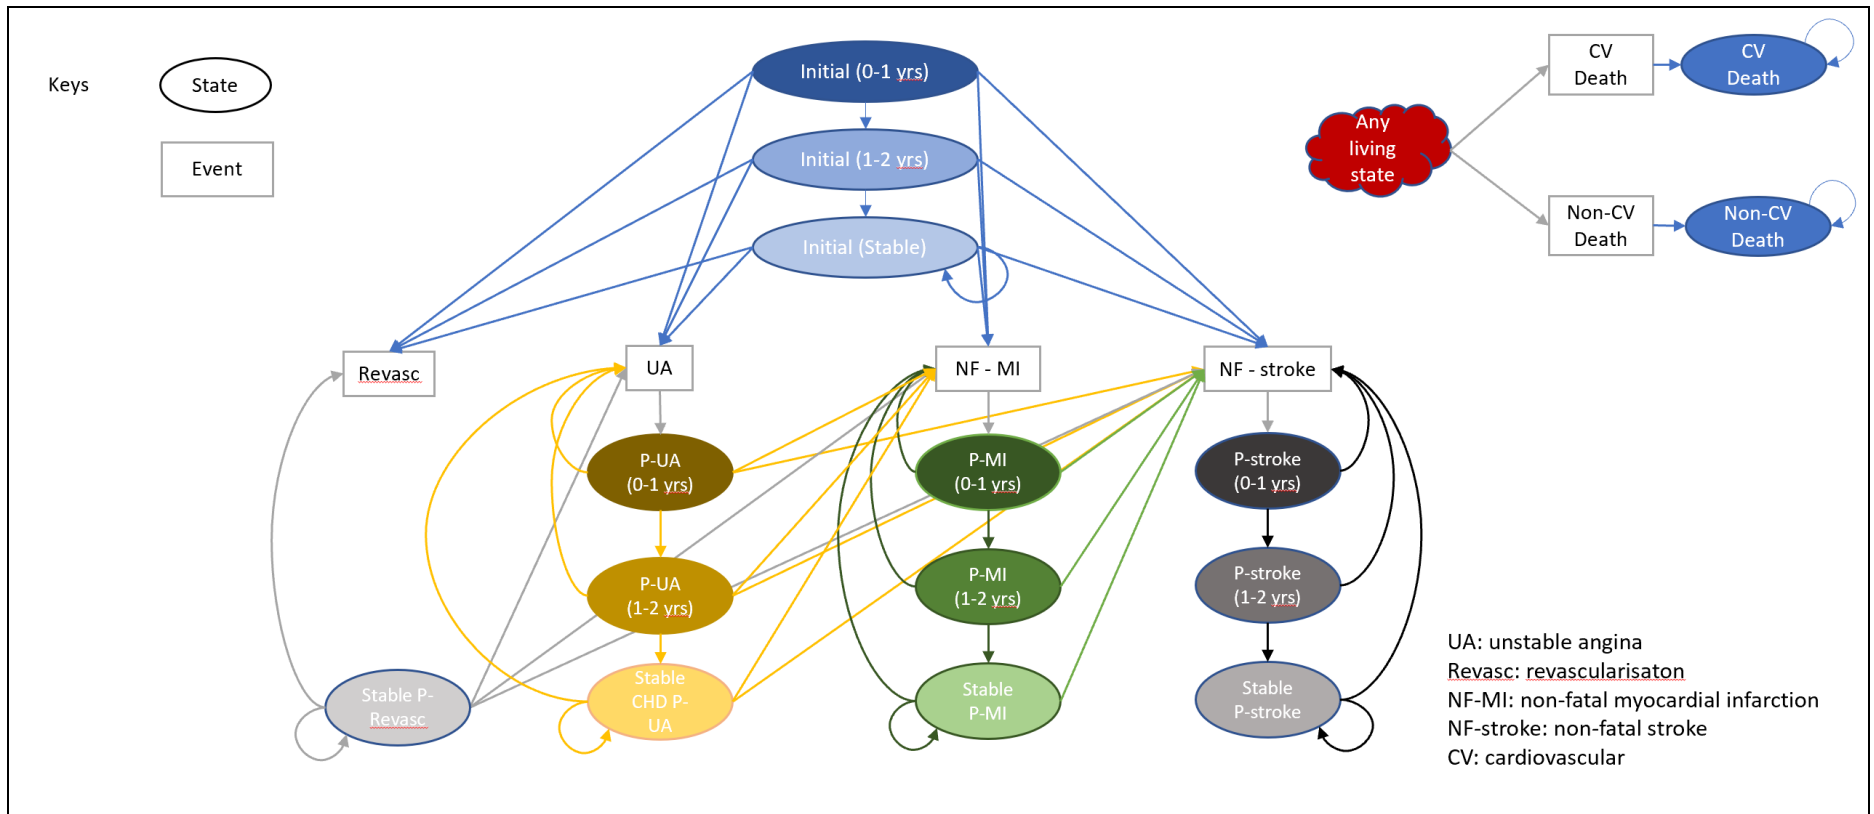 Keys
State
Event
Initial (0-1 yrs)
Initial (1-2 yrs)
Initial (Stable)
Any
living
state
CV
Death
CV
Death
Non-CV
Death
Non-CV
Death
Revasc
UA
NF - MI
NF - stroke
P-UA
(0-1 yrs)
P-MI
(0-1 yrs)
P-stroke
(0-1 yrs)
P-UA
(1-2 yrs)
P-MI
(1-2 yrs)
P-stroke
(1-2 yrs)
Stable P-
Revasc
Stable
CHD P-
UA
Stable
P-MI
Stable
P-stroke
UA: unstable angina
Revasc: revascularisaton
NF-MI: non-fatal myocardial infarction
NF-stroke: non-fatal stroke
CV: cardiovascular